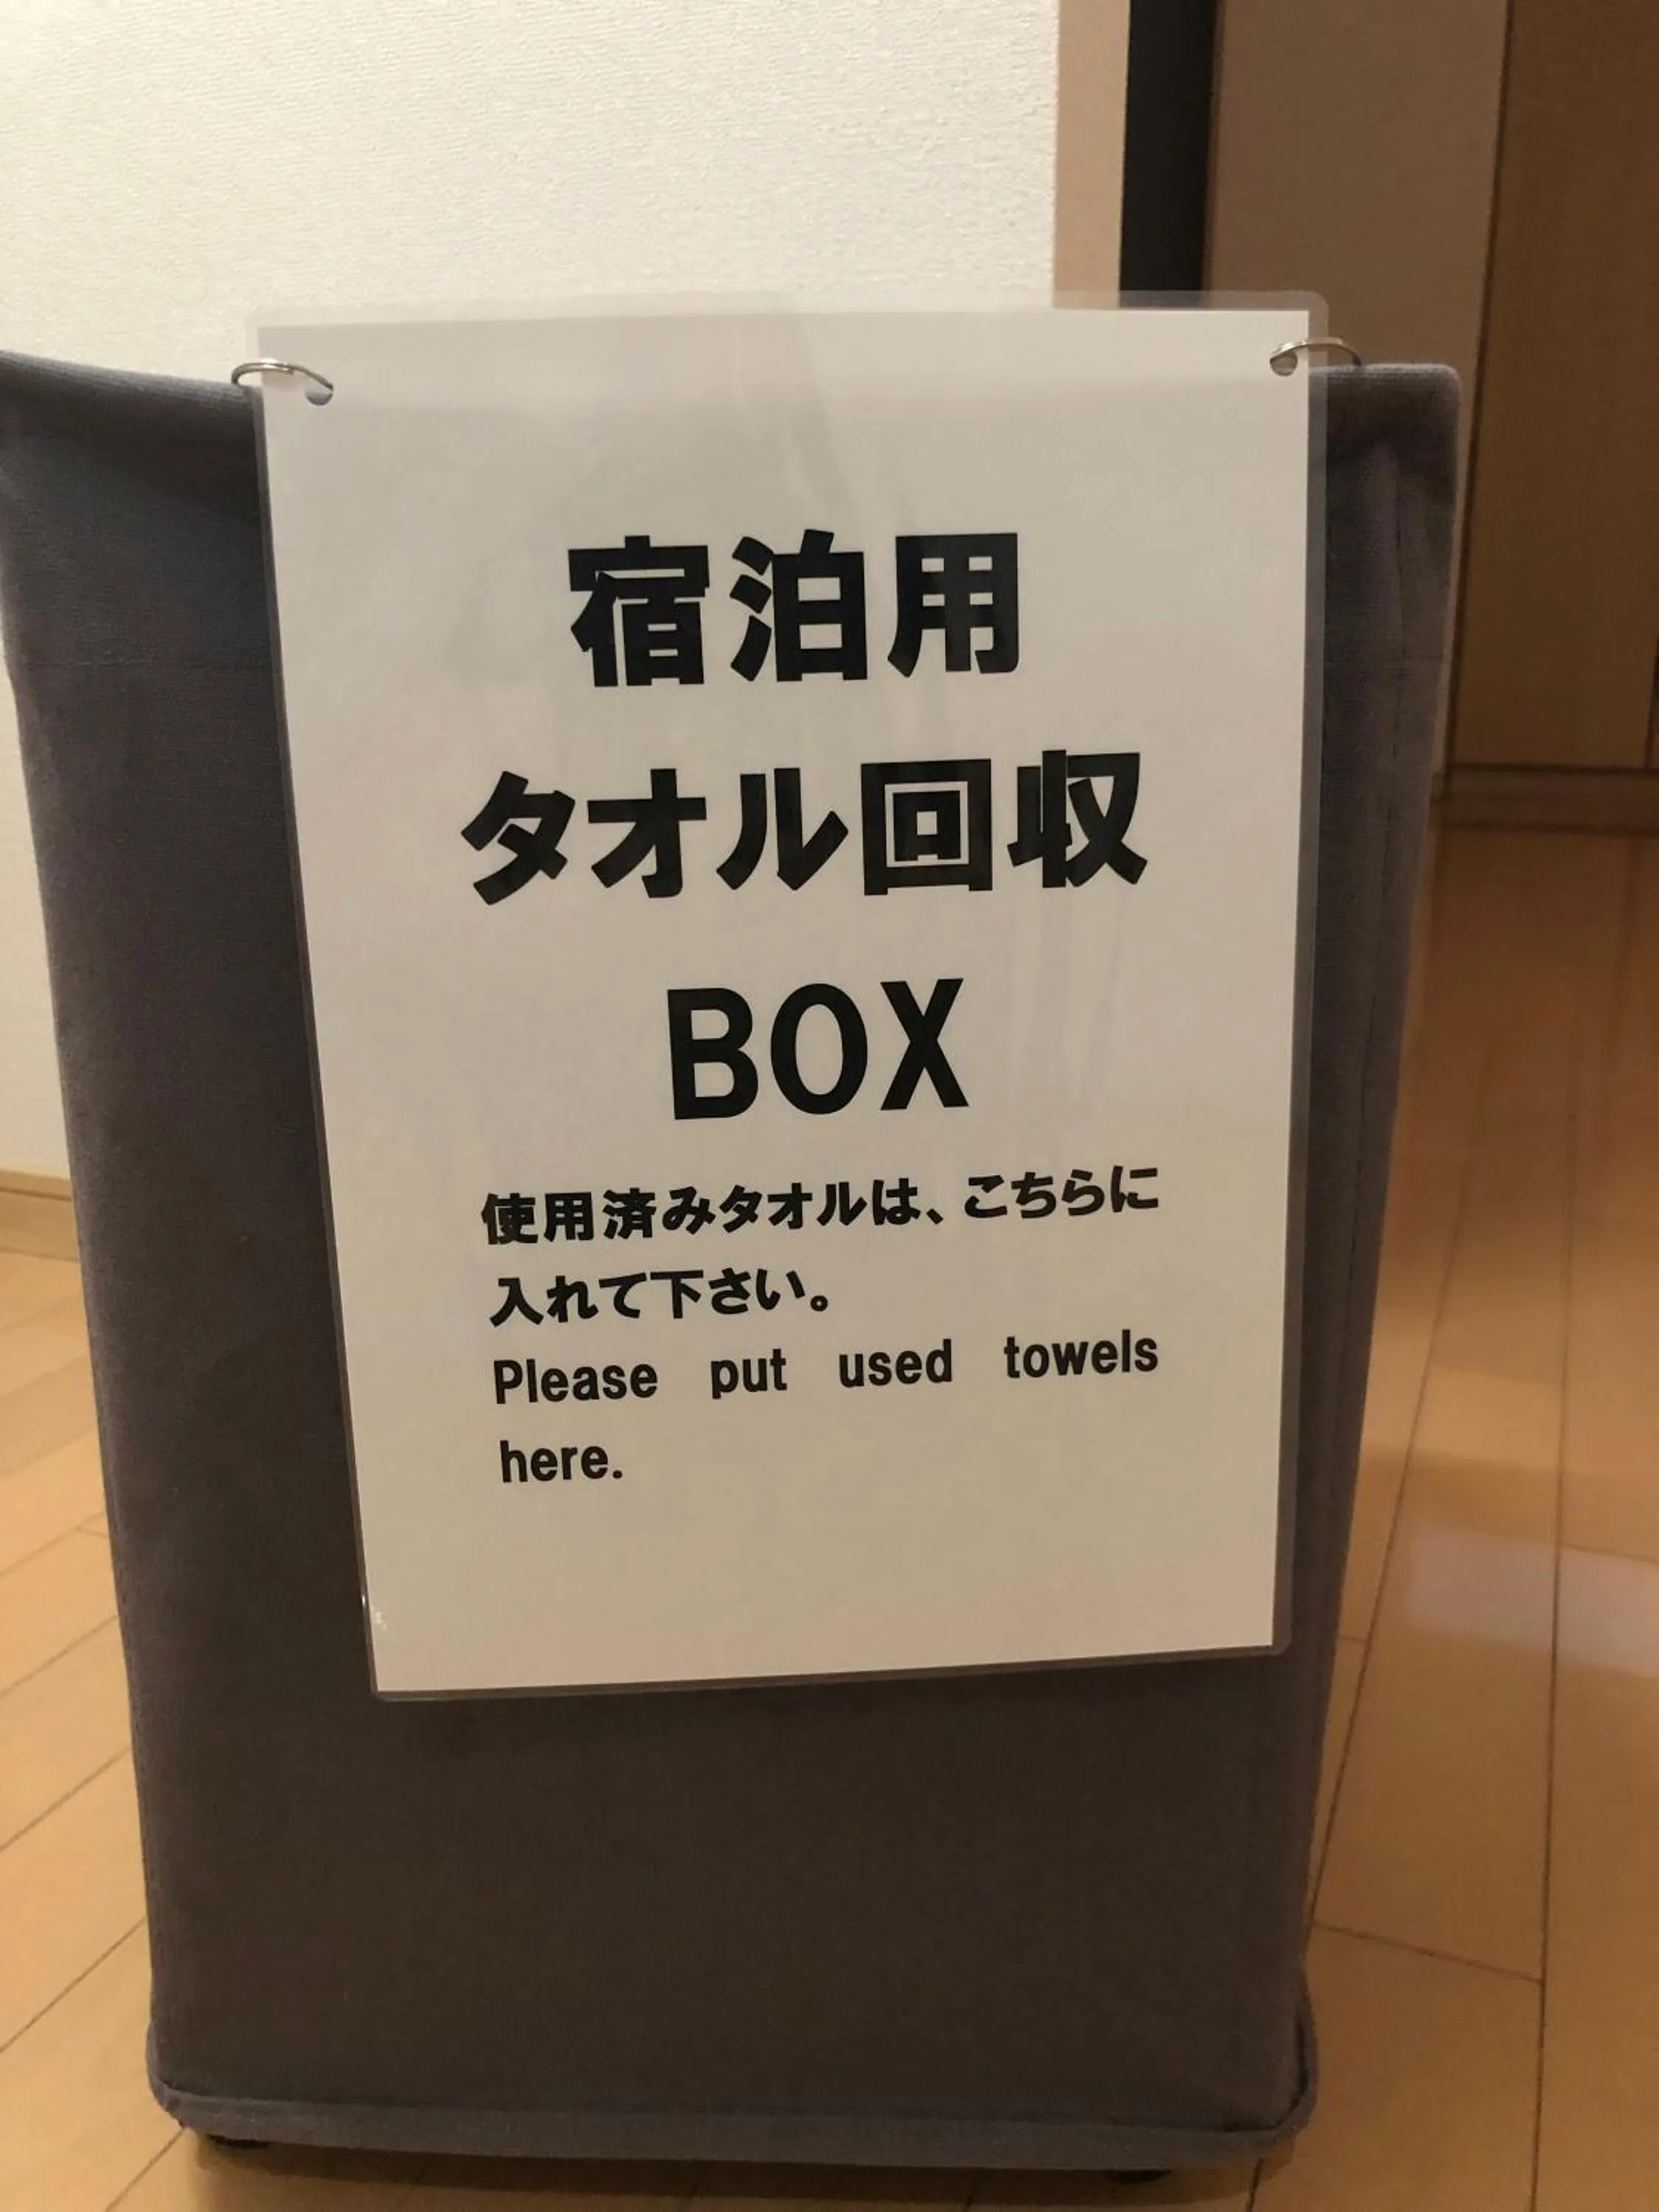 宿泊用
タオル回収
BOX
使用済みタオルは、こちらに
入れて下さい。
Please put used towels
here.